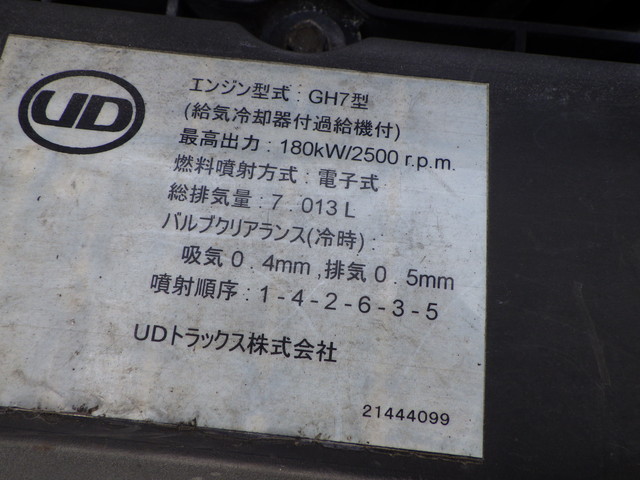 UD
エンジン型式：GH7型
(給気冷却器付過給機付)
最高出力：180kW/2500 r.p.m.
燃料噴射方式：電子式
総排気量：7．013 L
バルブクリアランス(冷時)：
吸気０．4mm ,排気０．5mm
噴射順序：1-4-2-6-3-5
UDトラックス株式会社
21444099